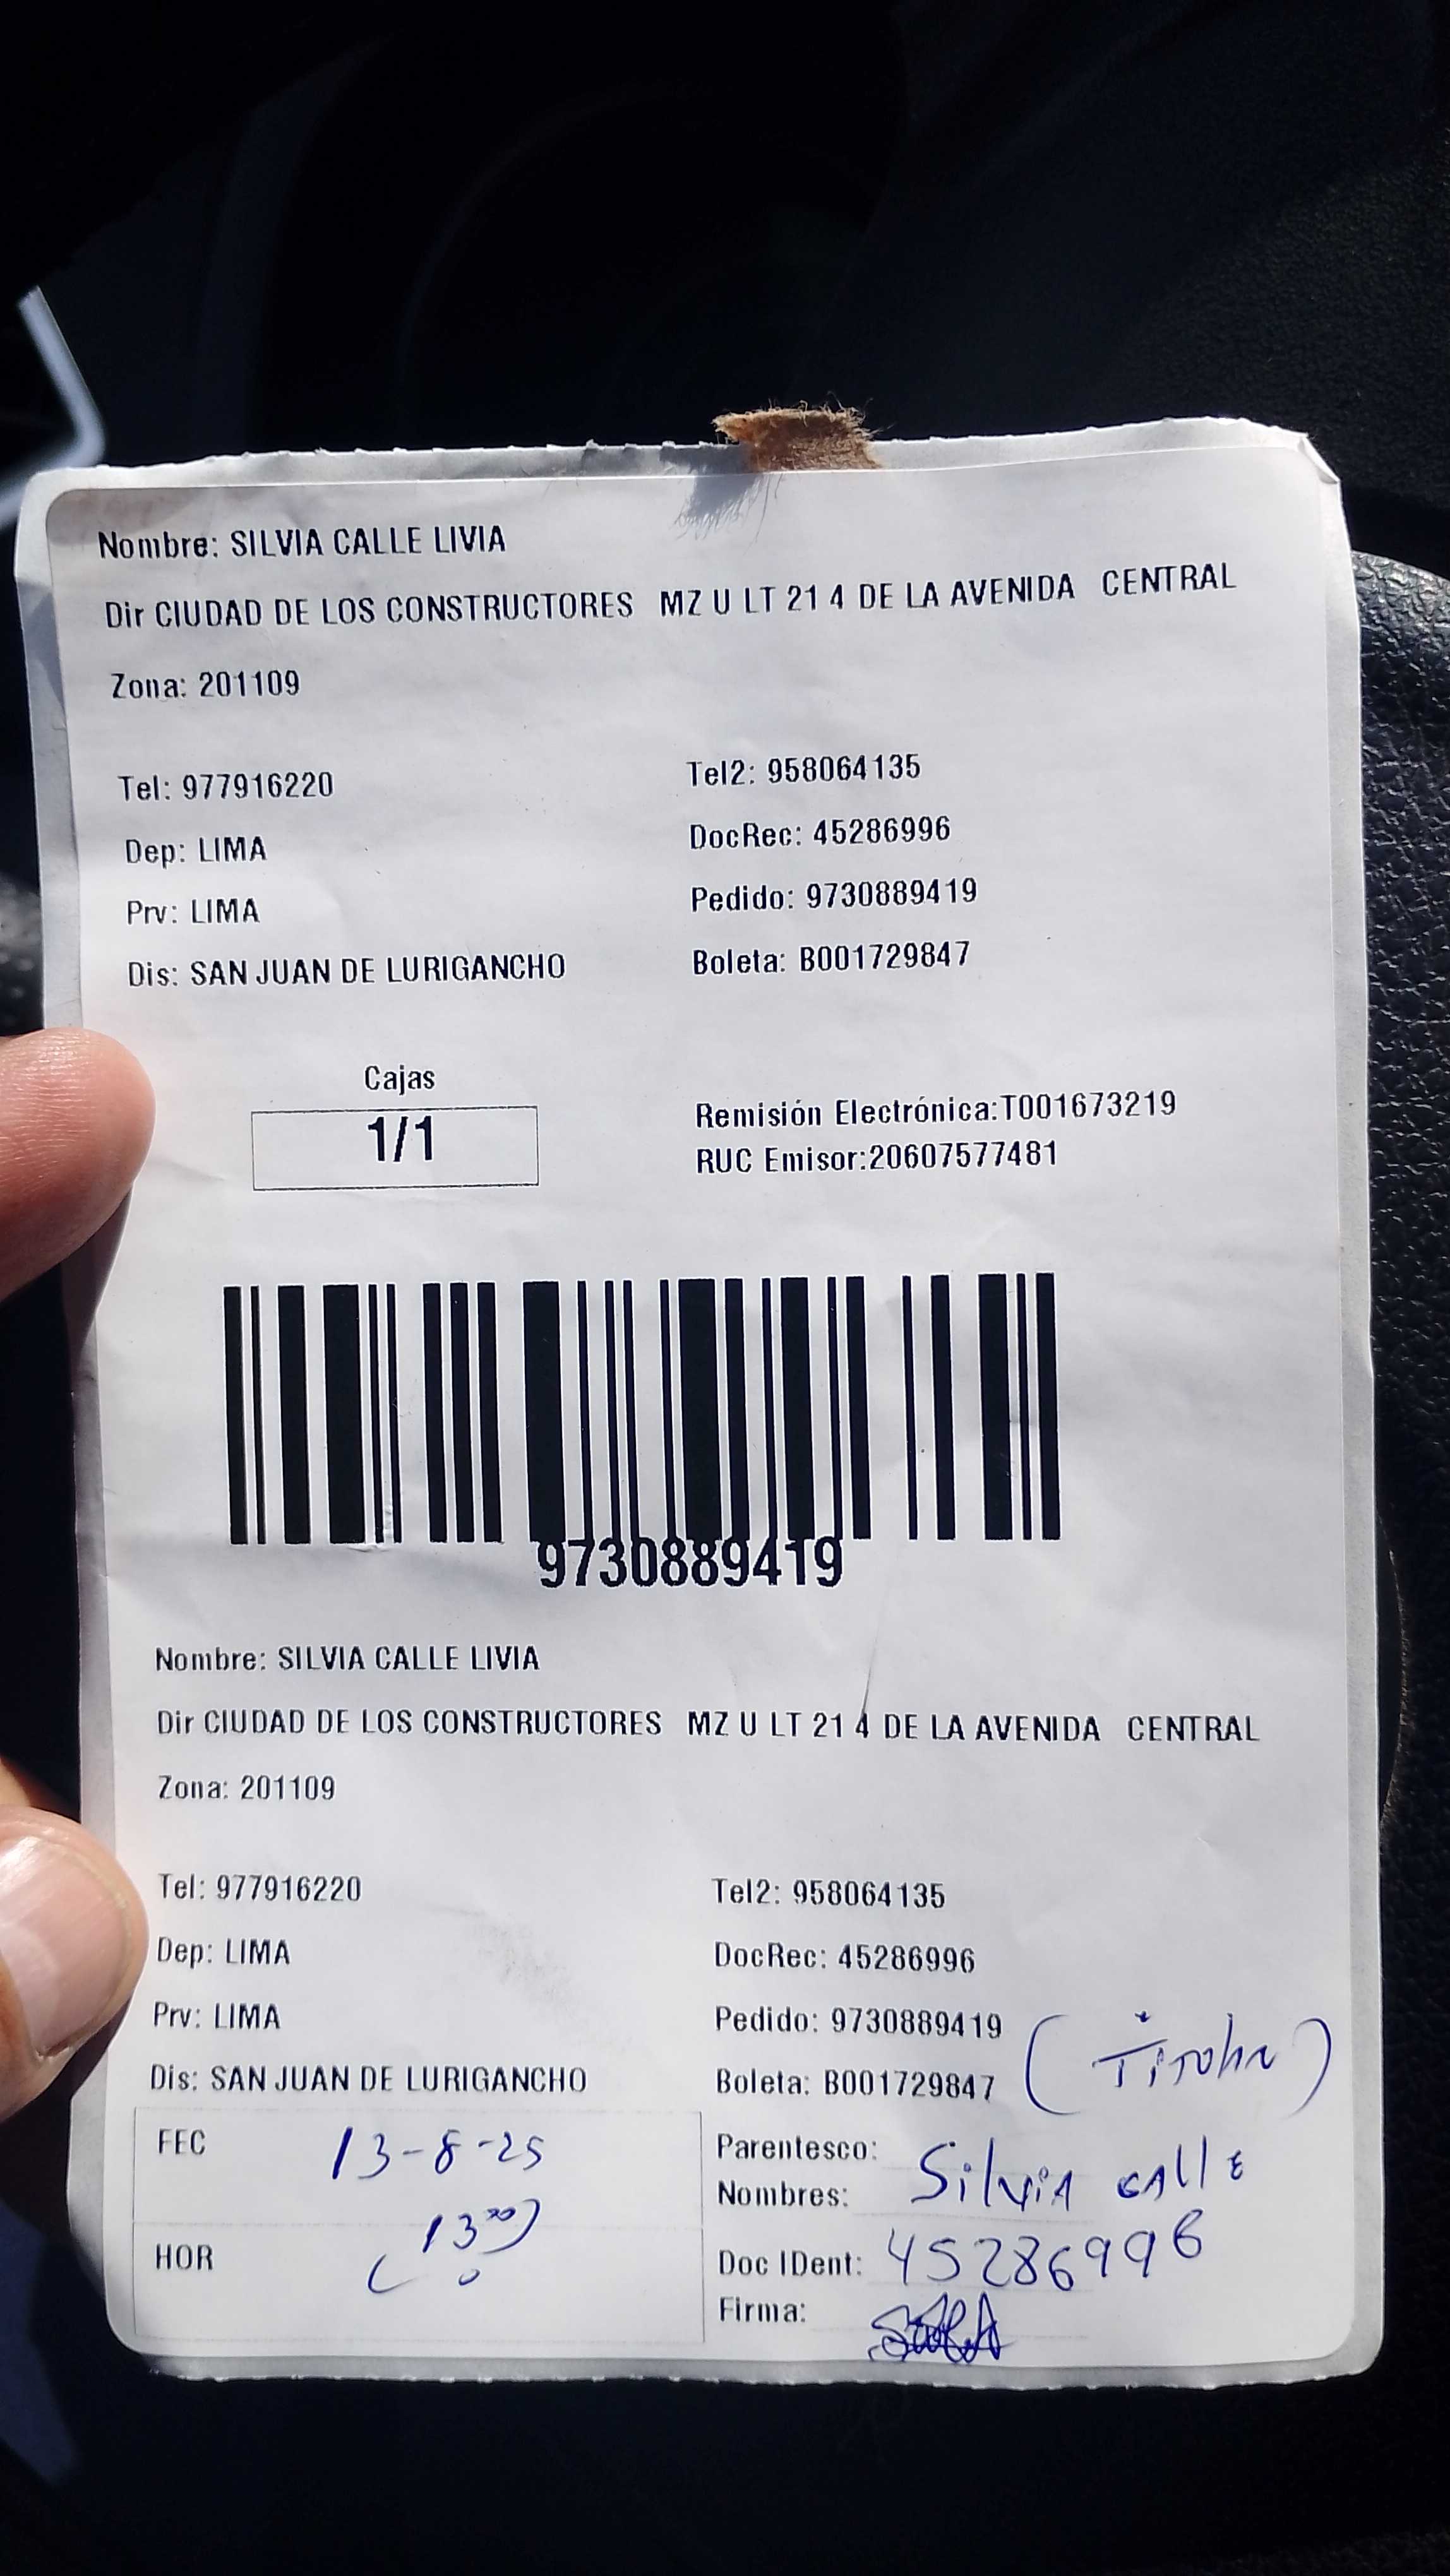 Nombre: SILVIA CALLE LIVIA
Dir CIUDAD DE LOS CONSTRUCTORES MZ U LT 21 4 DE LA AVENIDA CENTRAL
Zona: 201109
Tel: 977916220 Tel2: 958064135
Dep: LIMA DocRec: 45286996
Prv: LIMA Pedido: 9730889419
Dis: SAN JUAN DE LURIGANCHO Boleta: B001729847
Cajas
1/1
Remisión Electrónica:T001673219
RUC Emisor:20607577481
9730889419
Nombre: SILVIA CALLE LIVIA
Dir CIUDAD DE LOS CONSTRUCTORES MZ U LT 21 4 DE LA AVENIDA CENTRAL
Zona: 201109
Tel: 977916220 Tel2: 958064135
Dep: LIMA DocRec: 45286996
Prv: LIMA Pedido: 9730889419
Dis: SAN JUAN DE LURIGANCHO Boleta: B001729847
FEC 13-8-25
HOR (13:00)
Parentesco:
Nombres: Silvia CAllE
Doc IDent: 45286996
Firma: